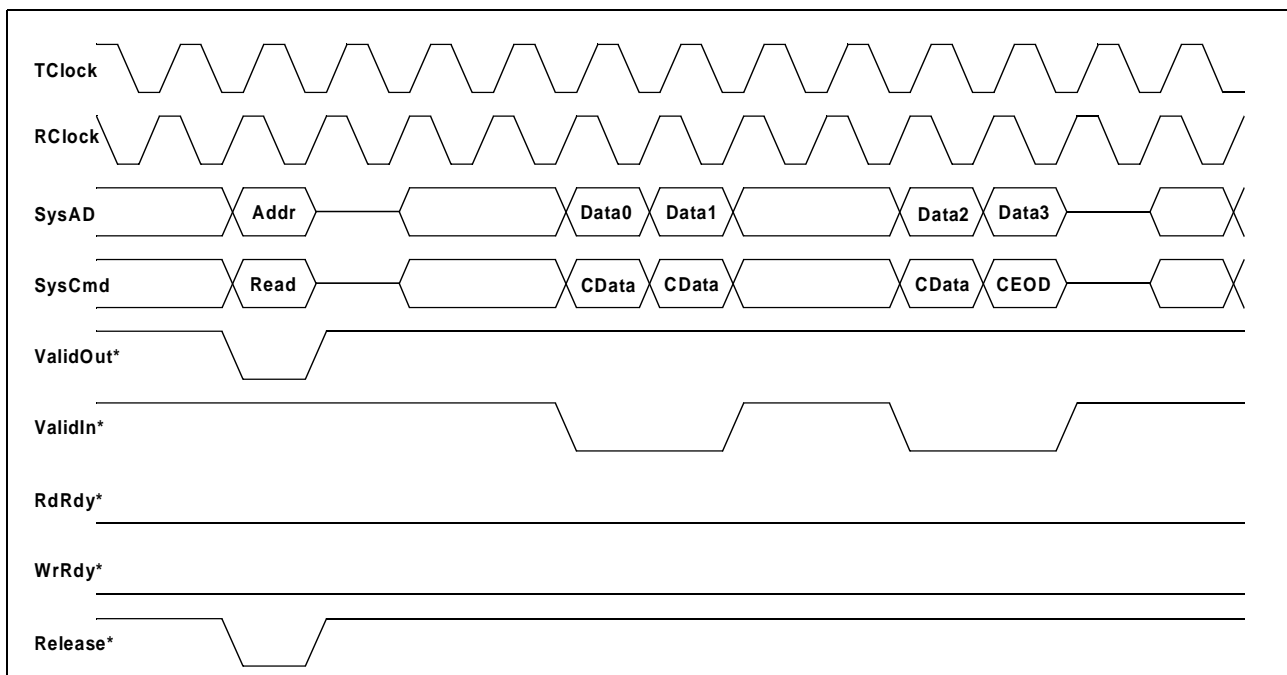 TClock
RClock
SysAD Addr Data0 Data1 Data2 Data3
SysCmd Read CData CData CData CEOD
ValidOut*
ValidIn*
RdRdy*
WrRdy*
Release*